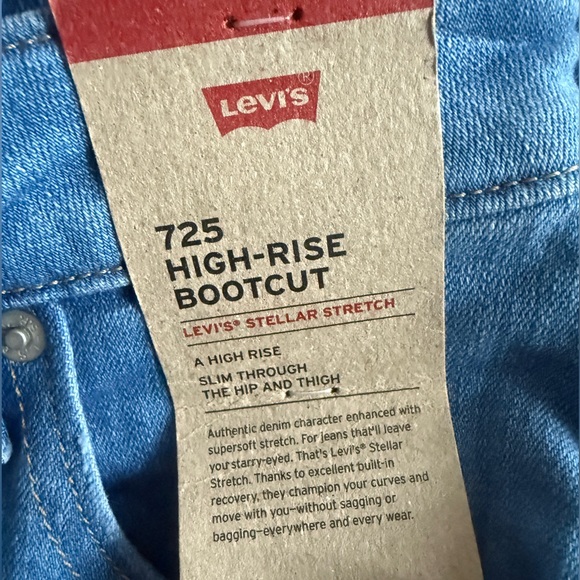 Levi's®
725
HIGH-RISE
BOOTCUT
LEVI'S® STELLAR STRETCH
A HIGH RISE
SLIM THROUGH
THE HIP AND THIGH
Authentic denim character enhanced with
supersoft stretch. For jeans that'll leave
you starry-eyed. That's Levi's® Stellar
Stretch. Thanks to excellent built-in
recovery, they champion your curves and
move with you—without sagging or
bagging—everywhere and every wear.